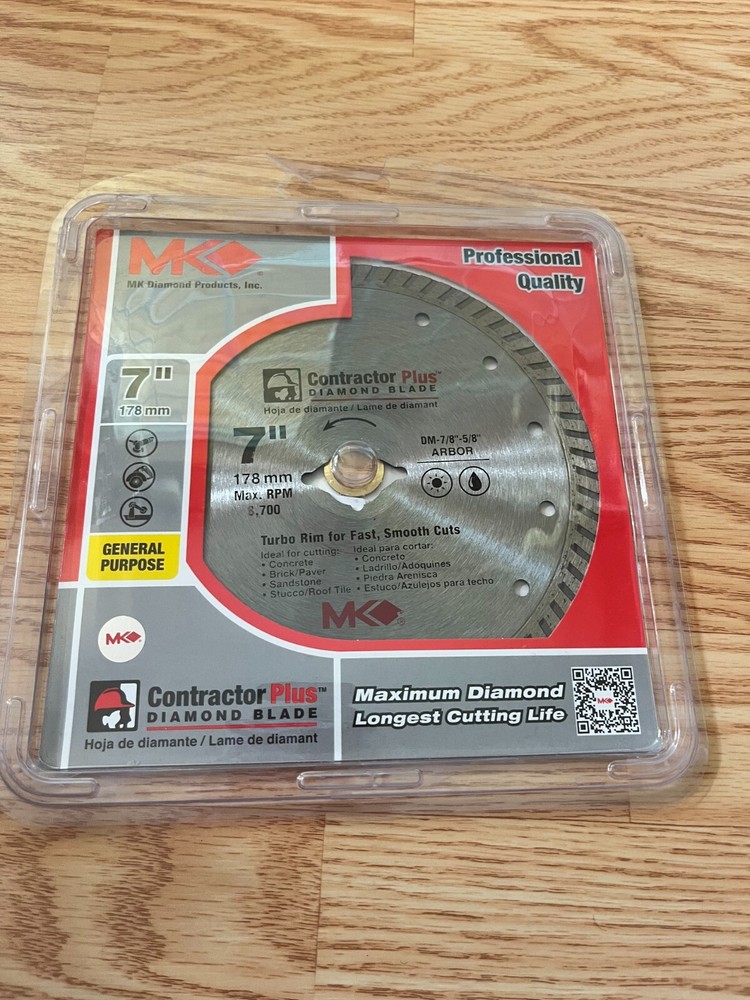 MK
MK Diamond Products, Inc.
Professional
Quality
7"
178 mm
GENERAL
PURPOSE
Contractor Plus™
DIAMOND BLADE
Hoja de diamante / Lame de diamant
7"
178 mm
Max. RPM
8,700
DM-7/8"-5/8"
ARBOR
Turbo Rim for Fast, Smooth Cuts
Ideal for cutting:
• Concrete
• Brick/Paver
• Sandstone
• Stucco/Roof Tile
Ideal para cortar:
• Concreto
• Ladrillo/Adoquines
• Piedra Arenisca
• Estuco/Azulejos para techo
MK®
MK
Contractor Plus™
DIAMOND BLADE
Hoja de diamante / Lame de diamant
Maximum Diamond
Longest Cutting Life
MK